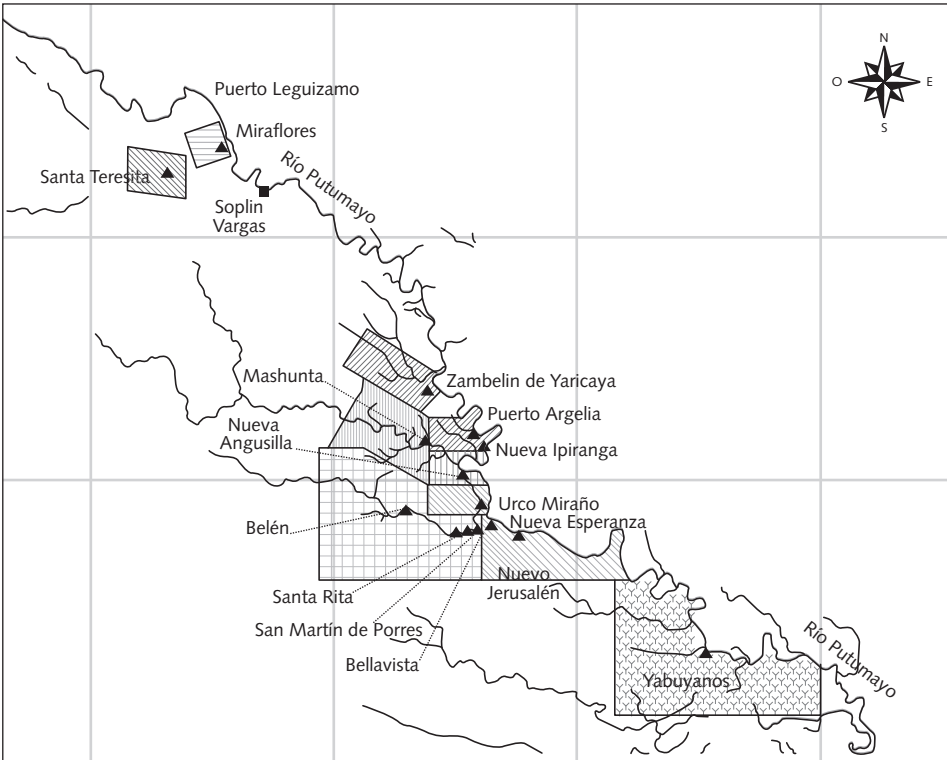 N
O
E
S
Puerto Leguizamo
Miraflores
Santa Teresita
Río Putumayo
Soplin
Vargas
Mashunta
Zambelin de Yaricaya
Nueva
Angusilla
Puerto Argelia
Nueva Ipiranga
Urco Miraño
Nueva Esperanza
Belén
Nuevo
Jerusalén
Santa Rita
San Martín de Porres
Bellavista
Río Putumayo
Yabuyanos